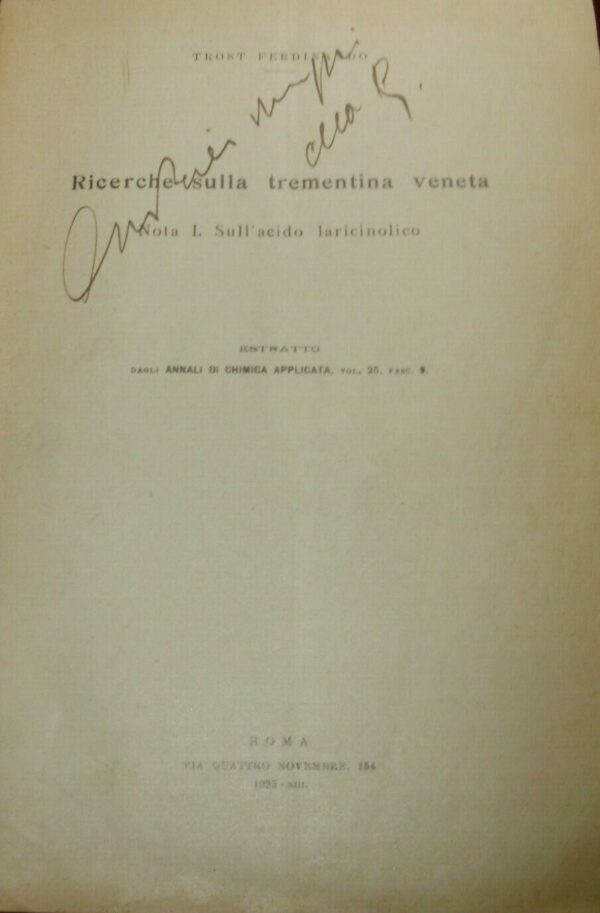 TROST FERDINANDO
Ricerche sulla trementina veneta
Nota I. Sull'acido laricinolico
ESTRATTO
DAGLI ANNALI DI CHIMICA APPLICATA, VOL. 25, FASC. 9.
ROMA
VIA QUATTRO NOVEMBRE, 154
1935 - XIII.